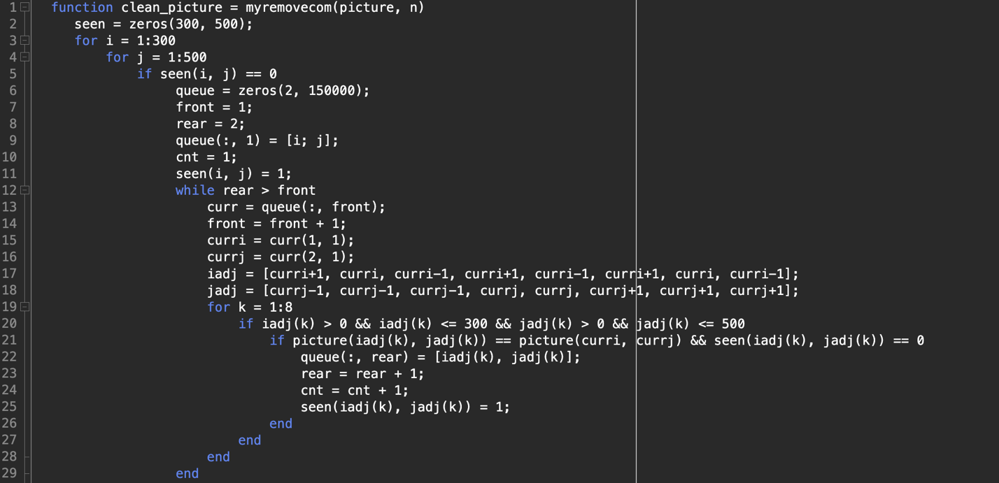 1 function clean_picture = myremovecom(picture, n)
2 seen = zeros(300, 500);
3 for i = 1:300
4 for j = 1:500
5 if seen(i, j) == 0
6 queue = zeros(2, 150000);
7 front = 1;
8 rear = 2;
9 queue(:, 1) = [i; j];
10 cnt = 1;
11 seen(i, j) = 1;
12 while rear > front
13 curr = queue(:, front);
14 front = front + 1;
15 curri = curr(1, 1);
16 currj = curr(2, 1);
17 iadj = [curri+1, curri, curri-1, curri+1, curri-1, curri+1, curri, curri-1];
18 jadj = [currj-1, currj-1, currj-1, currj, currj, currj+1, currj+1, currj+1];
19 for k = 1:8
20 if iadj(k) > 0 && iadj(k) <= 300 && jadj(k) > 0 && jadj(k) <= 500
21 if picture(iadj(k), jadj(k)) == picture(curri, currj) && seen(iadj(k), jadj(k)) == 0
22 queue(:, rear) = [iadj(k), jadj(k)];
23 rear = rear + 1;
24 cnt = cnt + 1;
25 seen(iadj(k), jadj(k)) = 1;
26 end
27 end
28 end
29 end